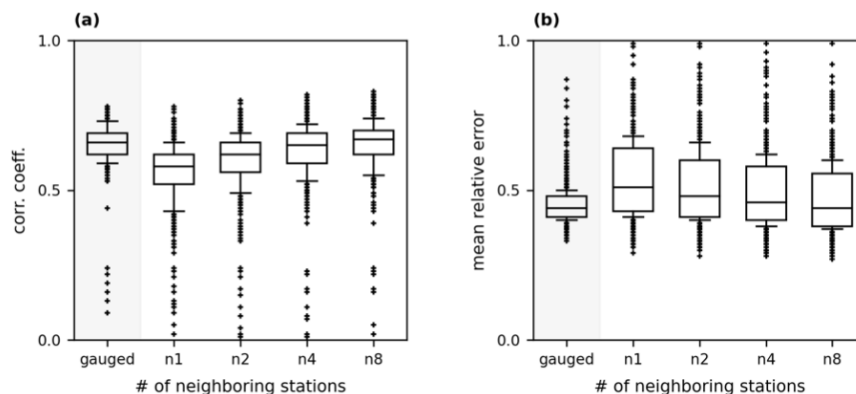 (a)
1.0
0.5
0.0
corr. coeff.
gauged n1 n2 n4 n8
# of neighboring stations
(b)
1.0
0.5
0.0
mean relative error
gauged n1 n2 n4 n8
# of neighboring stations